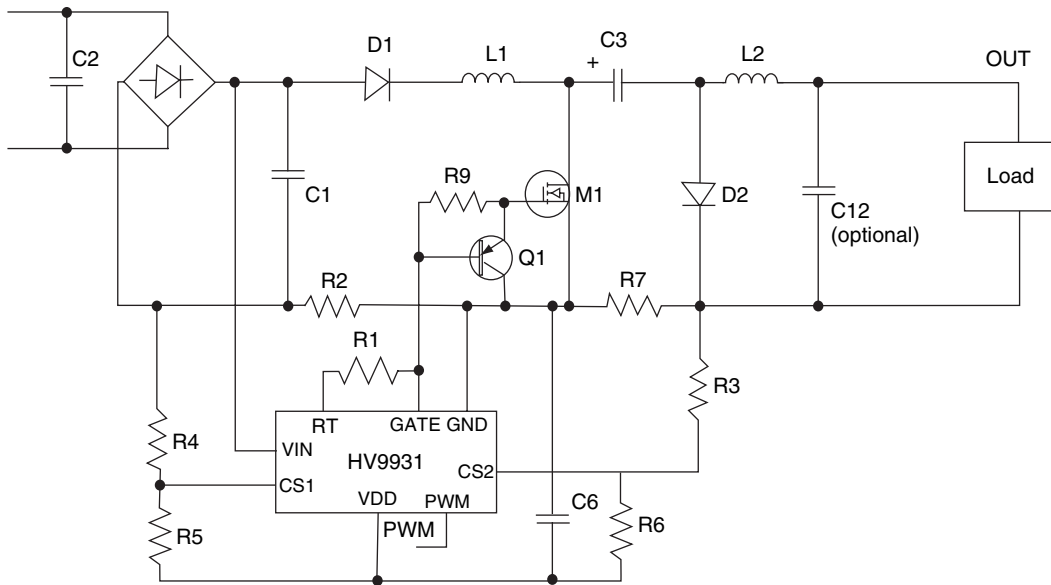 C2
D1
L1
C3
+
L2
OUT
C1
R9
M1
D2
C12
(optional)
Load
Q1
R2
R7
R1
R3
RT
GATE
GND
R4
VIN
HV9931
CS1
CS2
VDD
PWM
C6
R5
PWM
R6